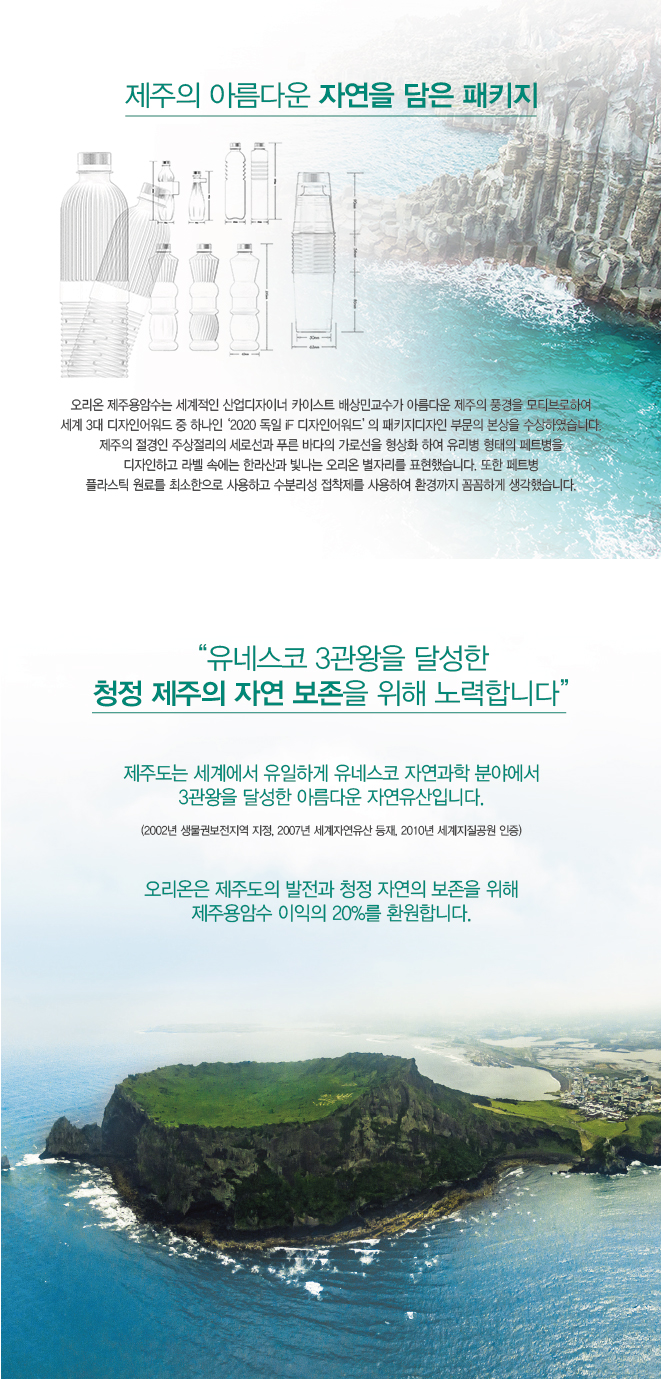 제주의 아름다운 자연을 담은 패키지
오리온 제주용암수는 세계적인 산업디자이너 카이스트 배상민교수가 아름다운 제주의 풍경을 모티브로하여
세계 3대 디자인어워드 중 하나인 ‘2020 독일 iF 디자인어워드’ 의 패키지디자인 부문의 본상을 수상하였습니다.
제주의 절경인 주상절리의 세로선과 푸른 바다의 가로선을 형상화 하여 유리병 형태의 페트병을
디자인하고 라벨 속에는 한라산과 빛나는 오리온 별자리를 표현했습니다. 또한 페트병
플라스틱 원료를 최소한으로 사용하고 수분리성 접착제를 사용하여 환경까지 꼼꼼하게 생각했습니다.
“유네스코 3관왕을 달성한
청정 제주의 자연 보존을 위해 노력합니다”
제주도는 세계에서 유일하게 유네스코 자연과학 분야에서
3관왕을 달성한 아름다운 자연유산입니다.
(2002년 생물권보전지역 지정, 2007년 세계자연유산 등재, 2010년 세계지질공원 인증)
오리온은 제주도의 발전과 청정 자연의 보존을 위해
제주용암수 이익의 20%를 환원합니다.